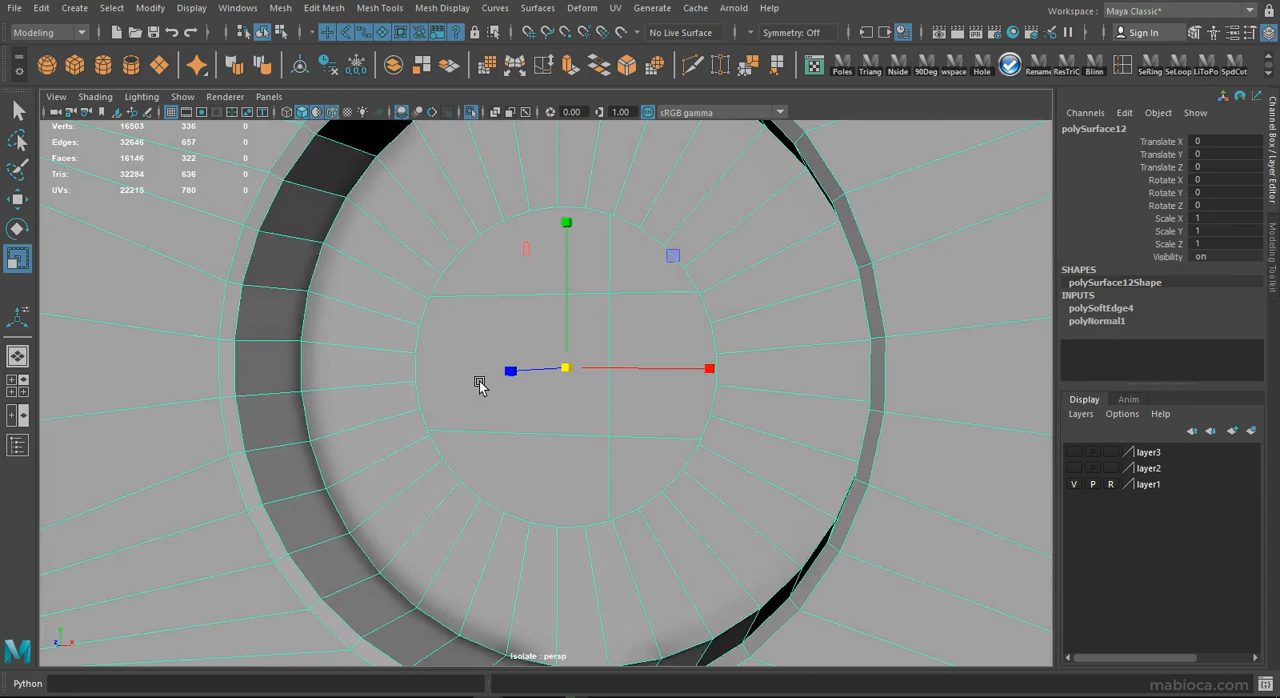 File Edit Create Select Modify Display Windows Mesh Edit Mesh Mesh Tools Mesh Display Curves Surfaces Deform UV Generate Cache Arnold Help
Workspace : Maya Classic*
Modeling
No Live Surface
Symmetry: Off
Sign In
Poles Triang Nside 90Deg wspace Hole Rename ResTriC Blinn SeRing SeLoop LiToPo SpdCut
View Shading Lighting Show Renderer Panels
0.00 1.00 sRGB gamma
Verts: 16503 336 0
Edges: 32646 657 0
Faces: 16146 322 0
Tris: 32284 636 0
UVs: 22215 780 0
Isolate : persp
Channels Edit Object Show
polySurface12
Translate X 0
Translate Y 0
Translate Z 0
Rotate X 0
Rotate Y 0
Rotate Z 0
Scale X 1
Scale Y 1
Scale Z 1
Visibility on
SHAPES
polySurface12Shape
INPUTS
polySoftEdge4
polyNormal1
Display Anim
Layers Options Help
layer3
layer2
V P R layer1
Channel Box / Layer Editor
Modeling Toolkit
Python
mabioca.com